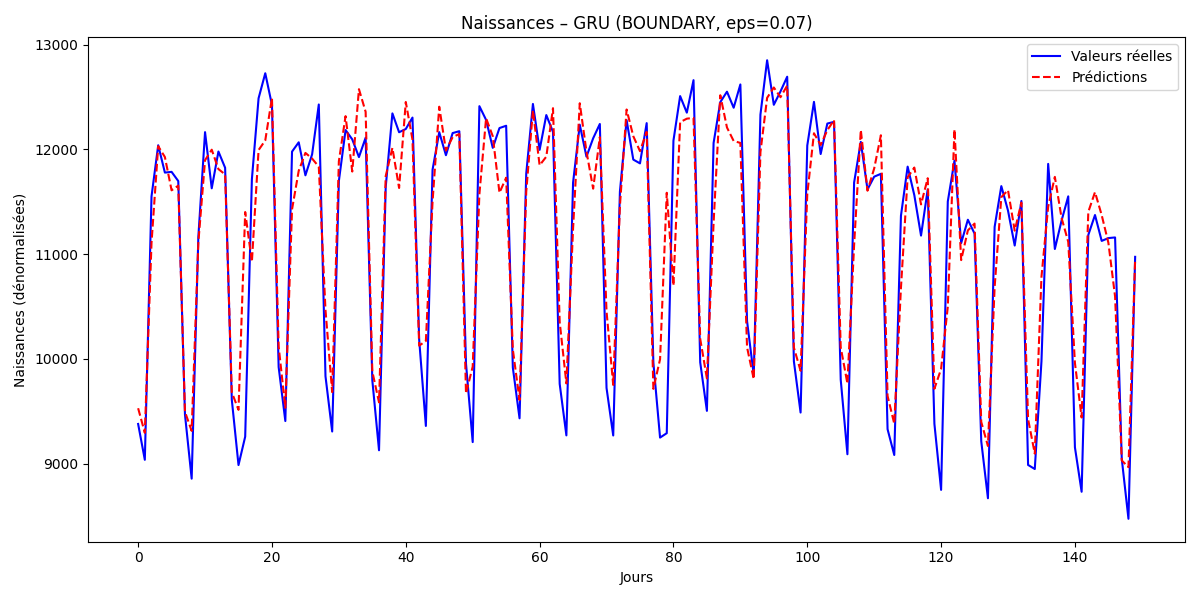 Naissances – GRU (BOUNDARY, eps=0.07)
Valeurs réelles
Prédictions
Naissances (dénormalisées)
13000
12000
11000
10000
9000
0 20 40 60 80 100 120 140
Jours